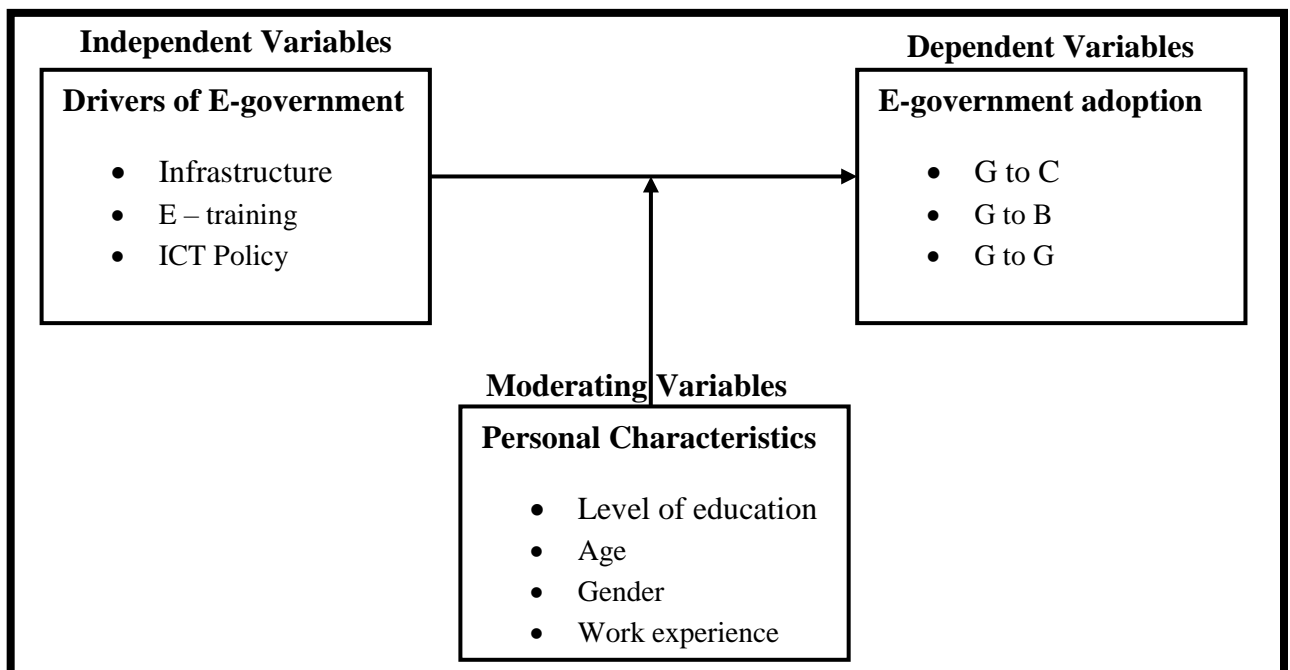 Independent Variables
Drivers of E-government
• Infrastructure
• E – training
• ICT Policy
Dependent Variables
E-government adoption
• G to C
• G to B
• G to G
Moderating Variables
Personal Characteristics
• Level of education
• Age
• Gender
• Work experience